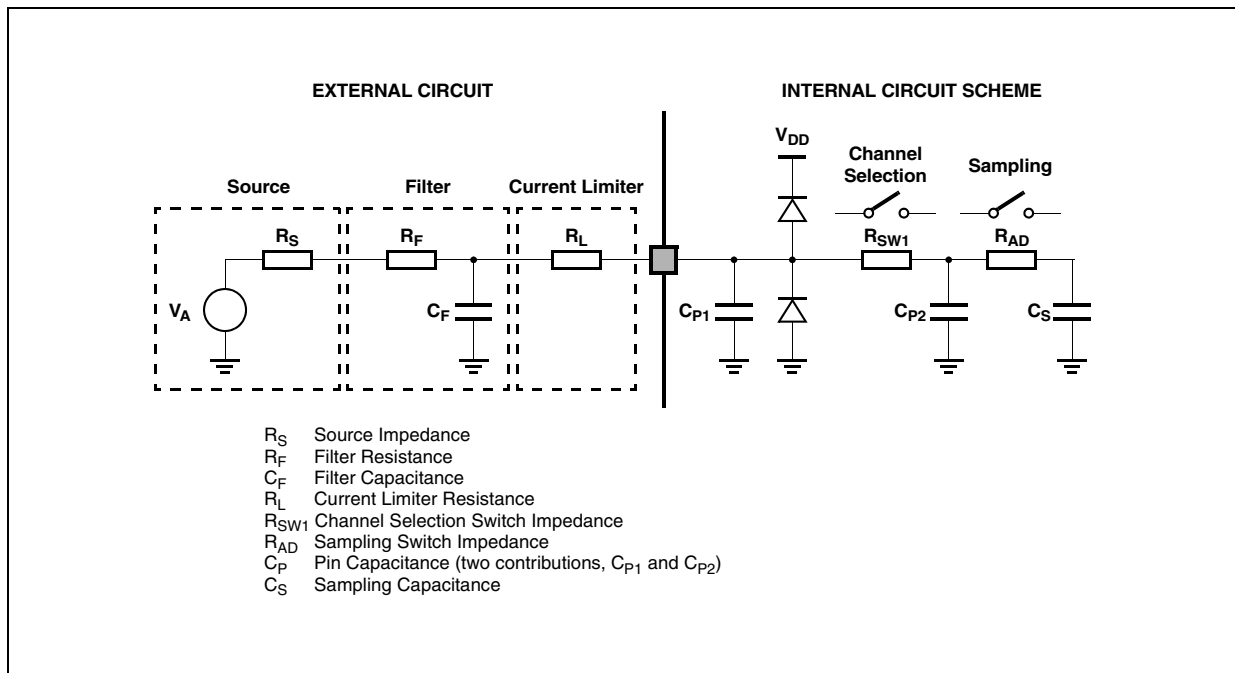 EXTERNAL CIRCUIT
INTERNAL CIRCUIT SCHEME
VDD
Channel
Selection
Sampling
Source
Filter
Current Limiter
RS
RF
RL
RSW1
RAD
VA
CF
CP1
CP2
CS
RS Source Impedance
RF Filter Resistance
CF Filter Capacitance
RL Current Limiter Resistance
RSW1 Channel Selection Switch Impedance
RAD Sampling Switch Impedance
CP Pin Capacitance (two contributions, CP1 and CP2)
CS Sampling Capacitance